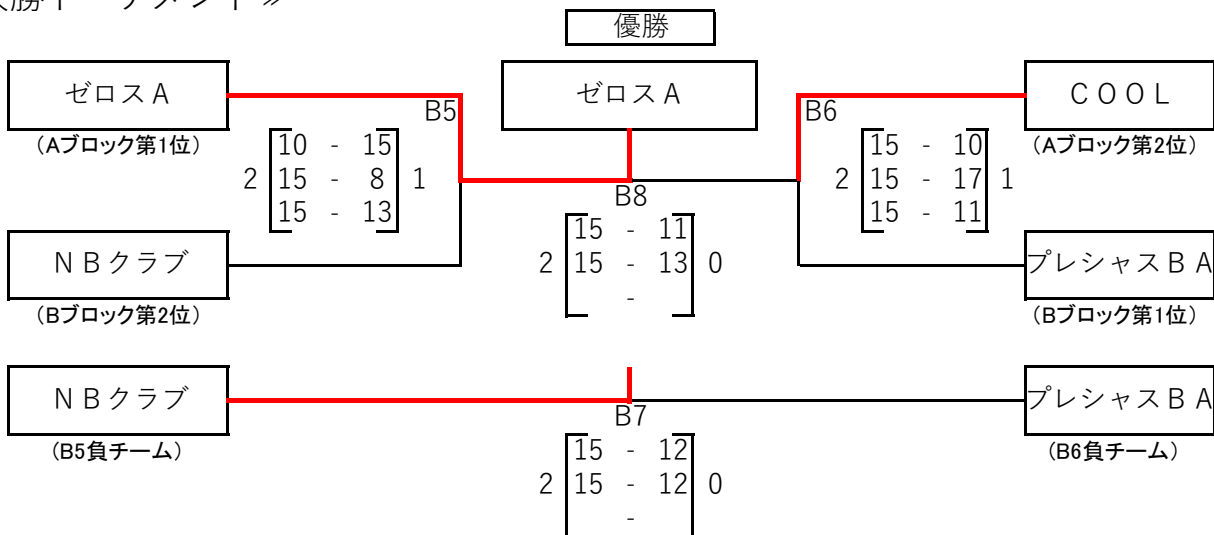 勝トーナメント≫
優勝
ゼロスA
ゼロスA
COOL
(Aブロック第1位)
B5
B6
(Aブロック第2位)
10 - 15
2 15 - 8 1
15 - 13
15 - 10
2 15 - 17 1
15 - 11
B8
15 - 11
2 15 - 13 0
-
NBクラブ
プレシャスBA
(Bブロック第2位)
(Bブロック第1位)
NBクラブ
プレシャスBA
B7
(B5負チーム)
(B6負チーム)
15 - 12
2 15 - 12 0
-